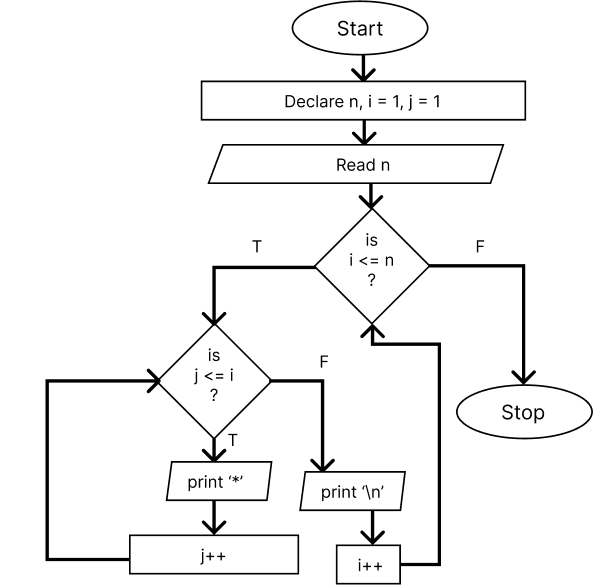 Start
Declare n, i = 1, j = 1
Read n
is
i <= n
?
T
F
is
j <= i
?
F
T
Stop
print ‘*’
print ‘\n’
j++
i++